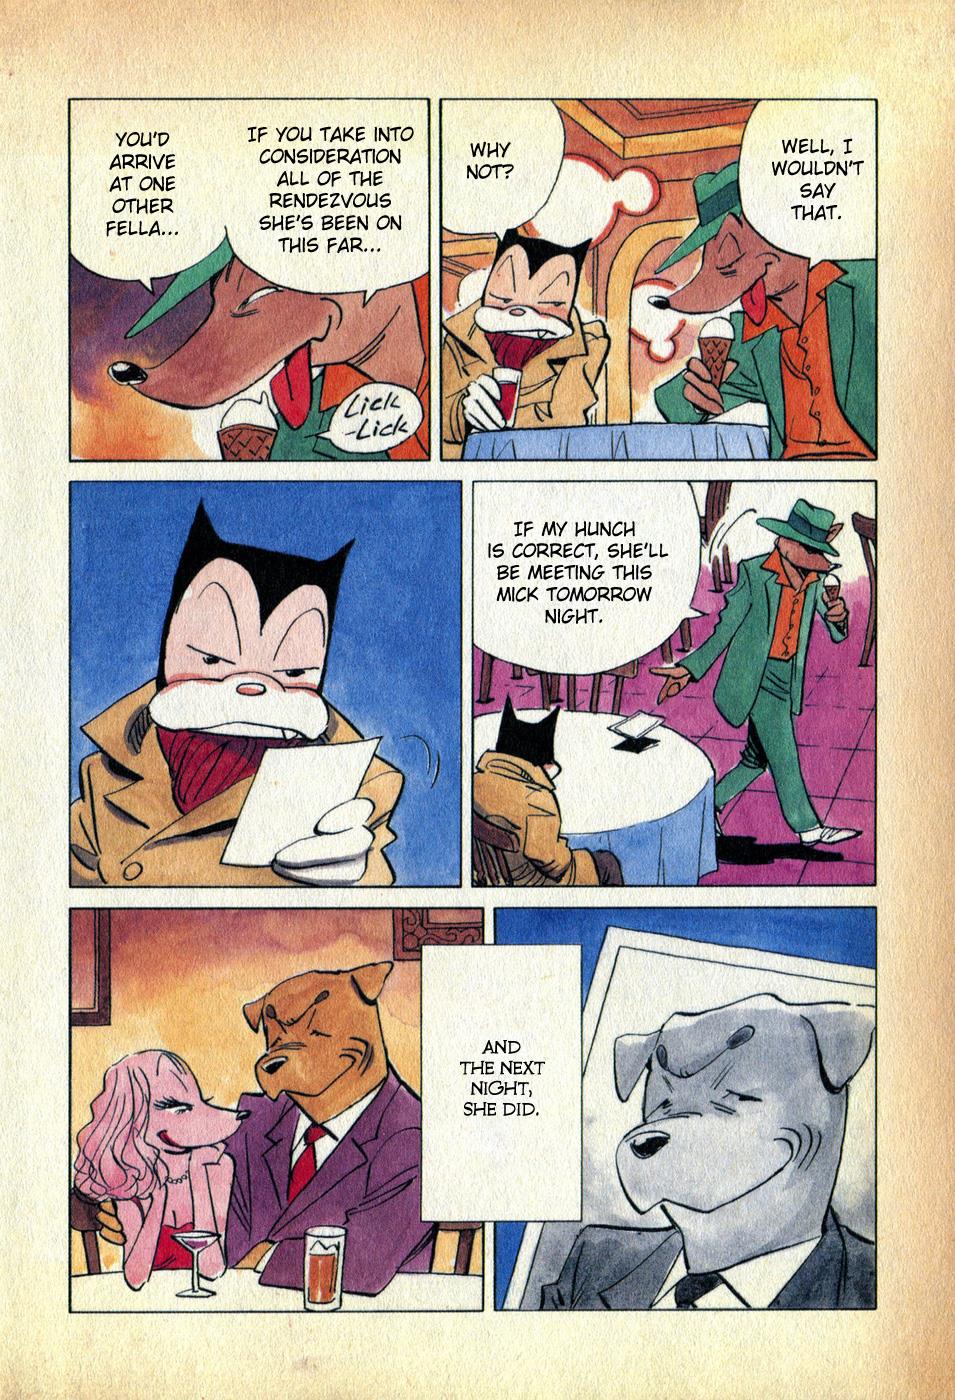 WELL, I
WOULDN'T
SAY
THAT.
WHY
NOT?
IF YOU TAKE INTO
CONSIDERATION
ALL OF THE
RENDEZVOUS
SHE'S BEEN ON
THIS FAR...
YOU'D
ARRIVE
AT ONE
OTHER
FELLA...
Lick
-Lick
IF MY HUNCH
IS CORRECT, SHE'LL
BE MEETING THIS
MICK TOMORROW
NIGHT.
AND
THE NEXT
NIGHT,
SHE DID.